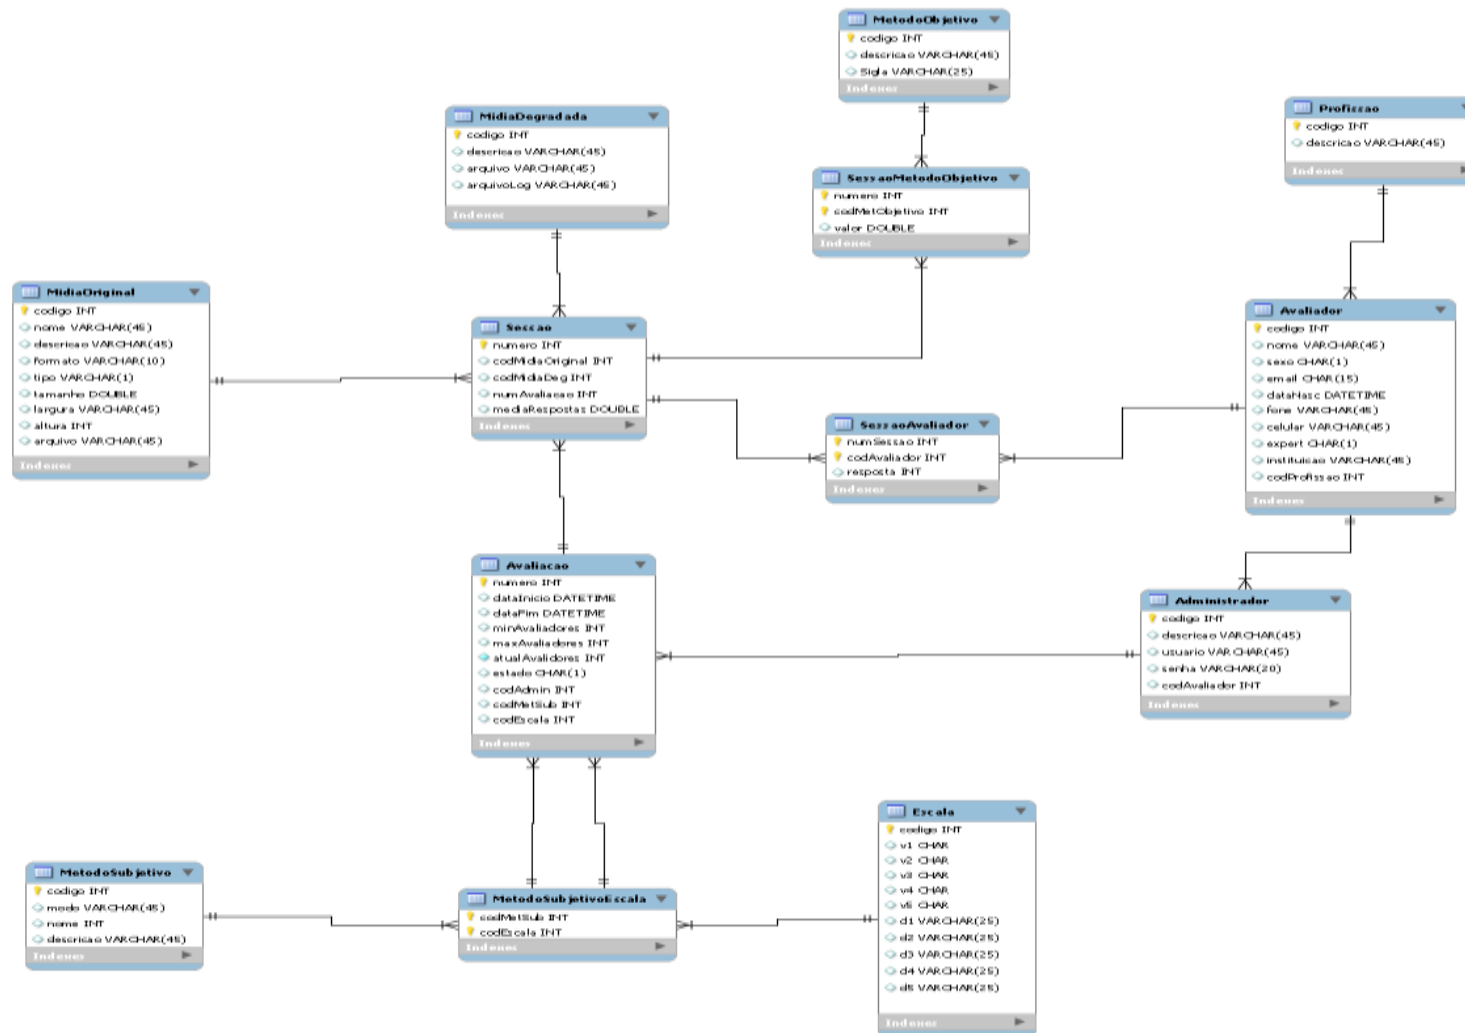 MetodoObjetivo
codigo INT
descricao VARCHAR(45)
Sigla VARCHAR(25)
Indexes
MidiaDegradada
codigo INT
descricao VARCHAR(45)
arquivo VARCHAR(45)
arquivoLog VARCHAR(45)
Indexes
Profissao
codigo INT
descricao VARCHAR(45)
Indexes
SessaoMetodoObjetivo
numero INT
codMetObjetivo INT
valor DOUBLE
Indexes
MidiaOriginal
codigo INT
nome VARCHAR(45)
descricao VARCHAR(45)
formato VARCHAR(10)
tipo VARCHAR(1)
tamanho DOUBLE
largura VARCHAR(45)
altura INT
arquivo VARCHAR(45)
Indexes
Sessao
numero INT
codMidiaOriginal INT
codMidiaDeg INT
numAvaliacao INT
mediaRespostas DOUBLE
Indexes
Avaliador
codigo INT
nome VARCHAR(45)
sexo CHAR(1)
email CHAR(15)
dataNasc DATETIME
fone VARCHAR(45)
celular VARCHAR(45)
expert CHAR(1)
instituicao VARCHAR(45)
codProfissao INT
Indexes
SessaoAvaliador
numSessao INT
codAvaliador INT
resposta INT
Indexes
Avaliacao
numero INT
dataInicio DATETIME
dataFim DATETIME
minAvaliadores INT
maxAvaliadores INT
atualAvalidores INT
estado CHAR(1)
codAdmin INT
codMetSub INT
codEscala INT
Indexes
Administrador
codigo INT
descricao VARCHAR(45)
usuario VARCHAR(45)
senha VARCHAR(20)
codAvaliador INT
Indexes
MetodoSubjetivo
codigo INT
modo VARCHAR(45)
nome INT
descricao VARCHAR(45)
Indexes
MetodoSubjetivoEscala
codMetSub INT
codEscala INT
Indexes
Escala
codigo INT
v1 CHAR
v2 CHAR
v3 CHAR
v4 CHAR
v5 CHAR
d1 VARCHAR(25)
d2 VARCHAR(25)
d3 VARCHAR(25)
d4 VARCHAR(25)
d5 VARCHAR(25)
Indexes